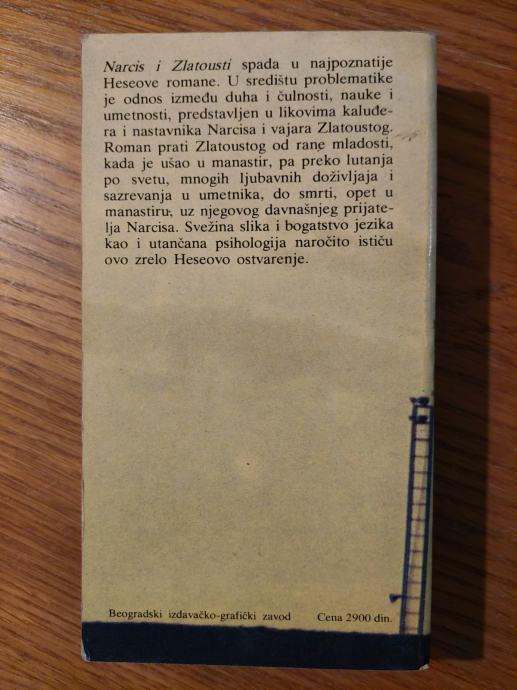 Narcis i Zlatousti spada u najpoznatije
Heseove romane. U središtu problematike
je odnos između duha i čulnosti, nauke i
umetnosti, predstavljen u likovima kaluđe-
ra i nastavnika Narcisa i vajara Zlatoustog.
Roman prati Zlatoustog od rane mladosti,
kada je ušao u manastir, pa preko lutanja
po svetu, mnogih ljubavnih doživljaja i
sazrevanja u umetnika, do smrti, opet u
manastiru, uz njegovog davnašnjeg prijate-
lja Narcisa. Svežina slika i bogatstvo jezika
kao i utančana psihologija naročito ističu
ovo zrelo Heseovo ostvarenje.
Beogradski izdavačko-grafički zavod Cena 2900 din.